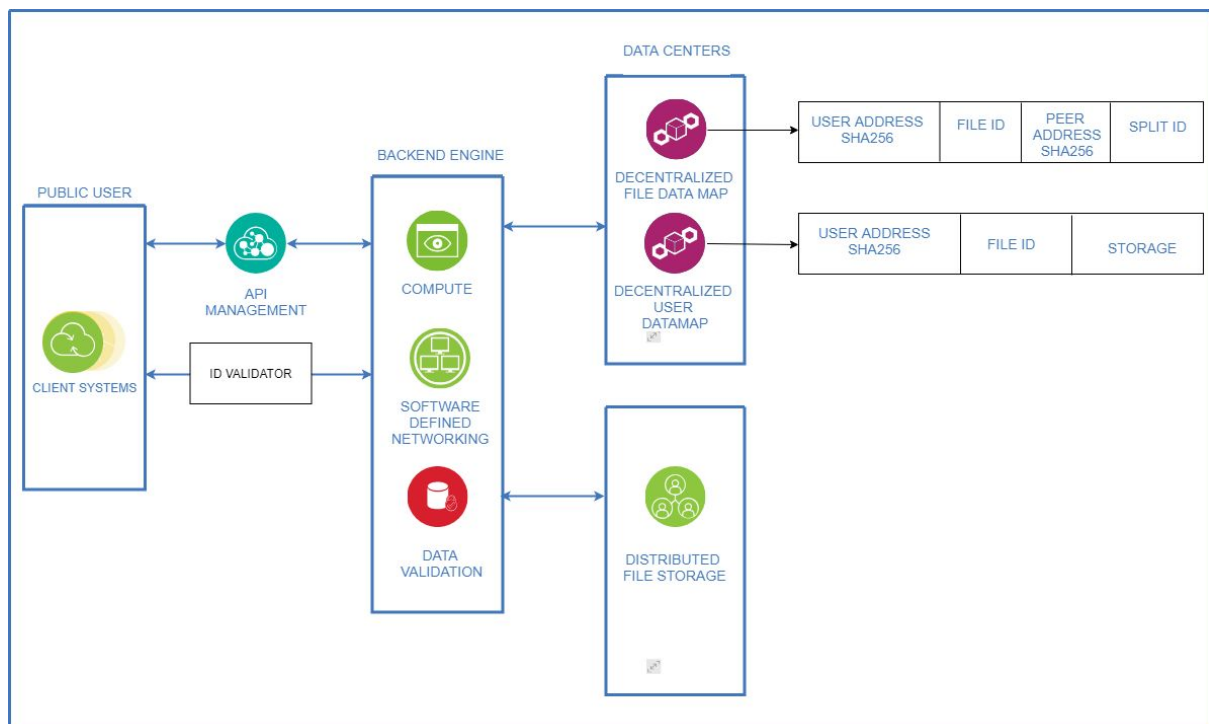 DATA CENTERS
USER ADDRESS
SHA256
FILE ID
PEER
ADDRESS
SHA256
SPLIT ID
BACKEND ENGINE
DECENTRALIZED
FILE DATA MAP
PUBLIC USER
USER ADDRESS
SHA256
FILE ID
STORAGE
API
MANAGEMENT
COMPUTE
DECENTRALIZED
USER
DATAMAP
ID VALIDATOR
CLIENT SYSTEMS
SOFTWARE
DEFINED
NETWORKING
DATA
VALIDATION
DISTRIBUTED
FILE STORAGE